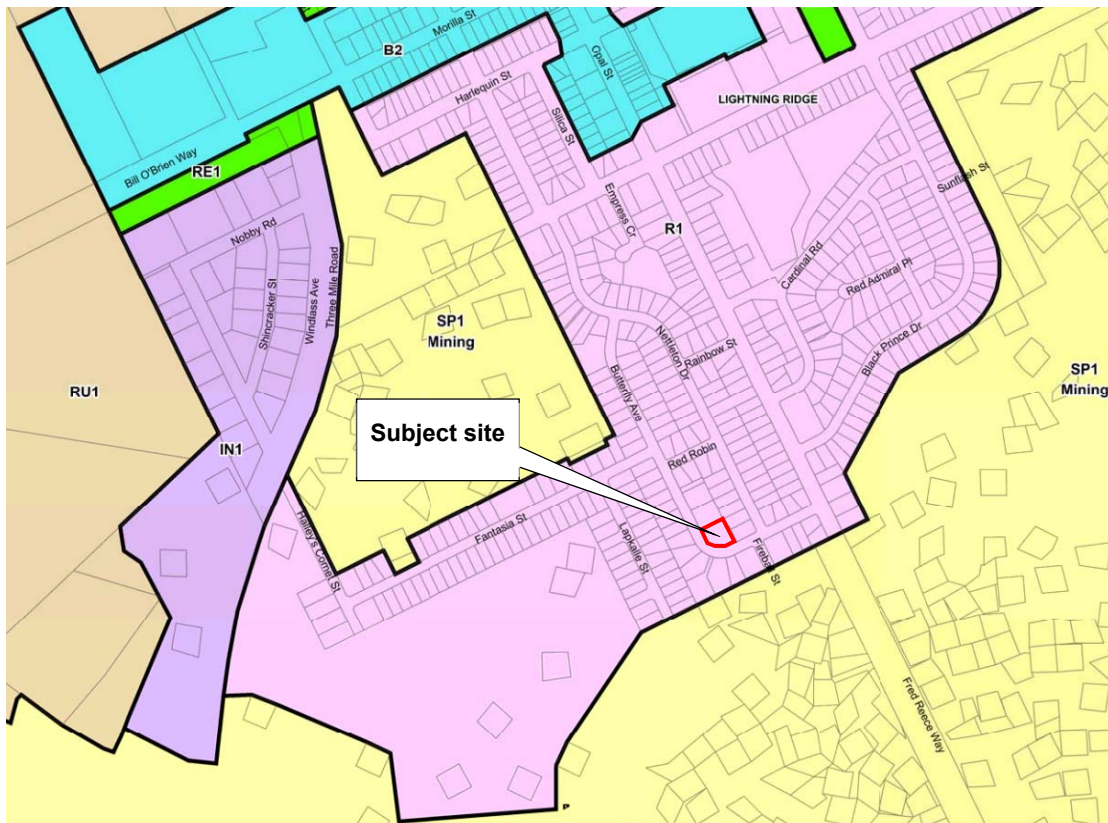 Morilla St
B2
Opal St
Harlequin St
LIGHTNING RIDGE
Silica St
Bill O'Brien Way
RE1
Sunflash St
Empress Cr
R1
Nobby Rd
Cardinal Rd
Red Admiral Pl
Shincracker St
Windlass Ave
Three Mile Road
SP1
Mining
Nettleton Dr
Rainbow St
Black Prince Dr
SP1
Mining
RU1
Butterfly Ave
Subject site
IN1
Red Robin
Fantasia St
Halley's Comet St
Lapkalle St
Fireball St
Fred Reece Way